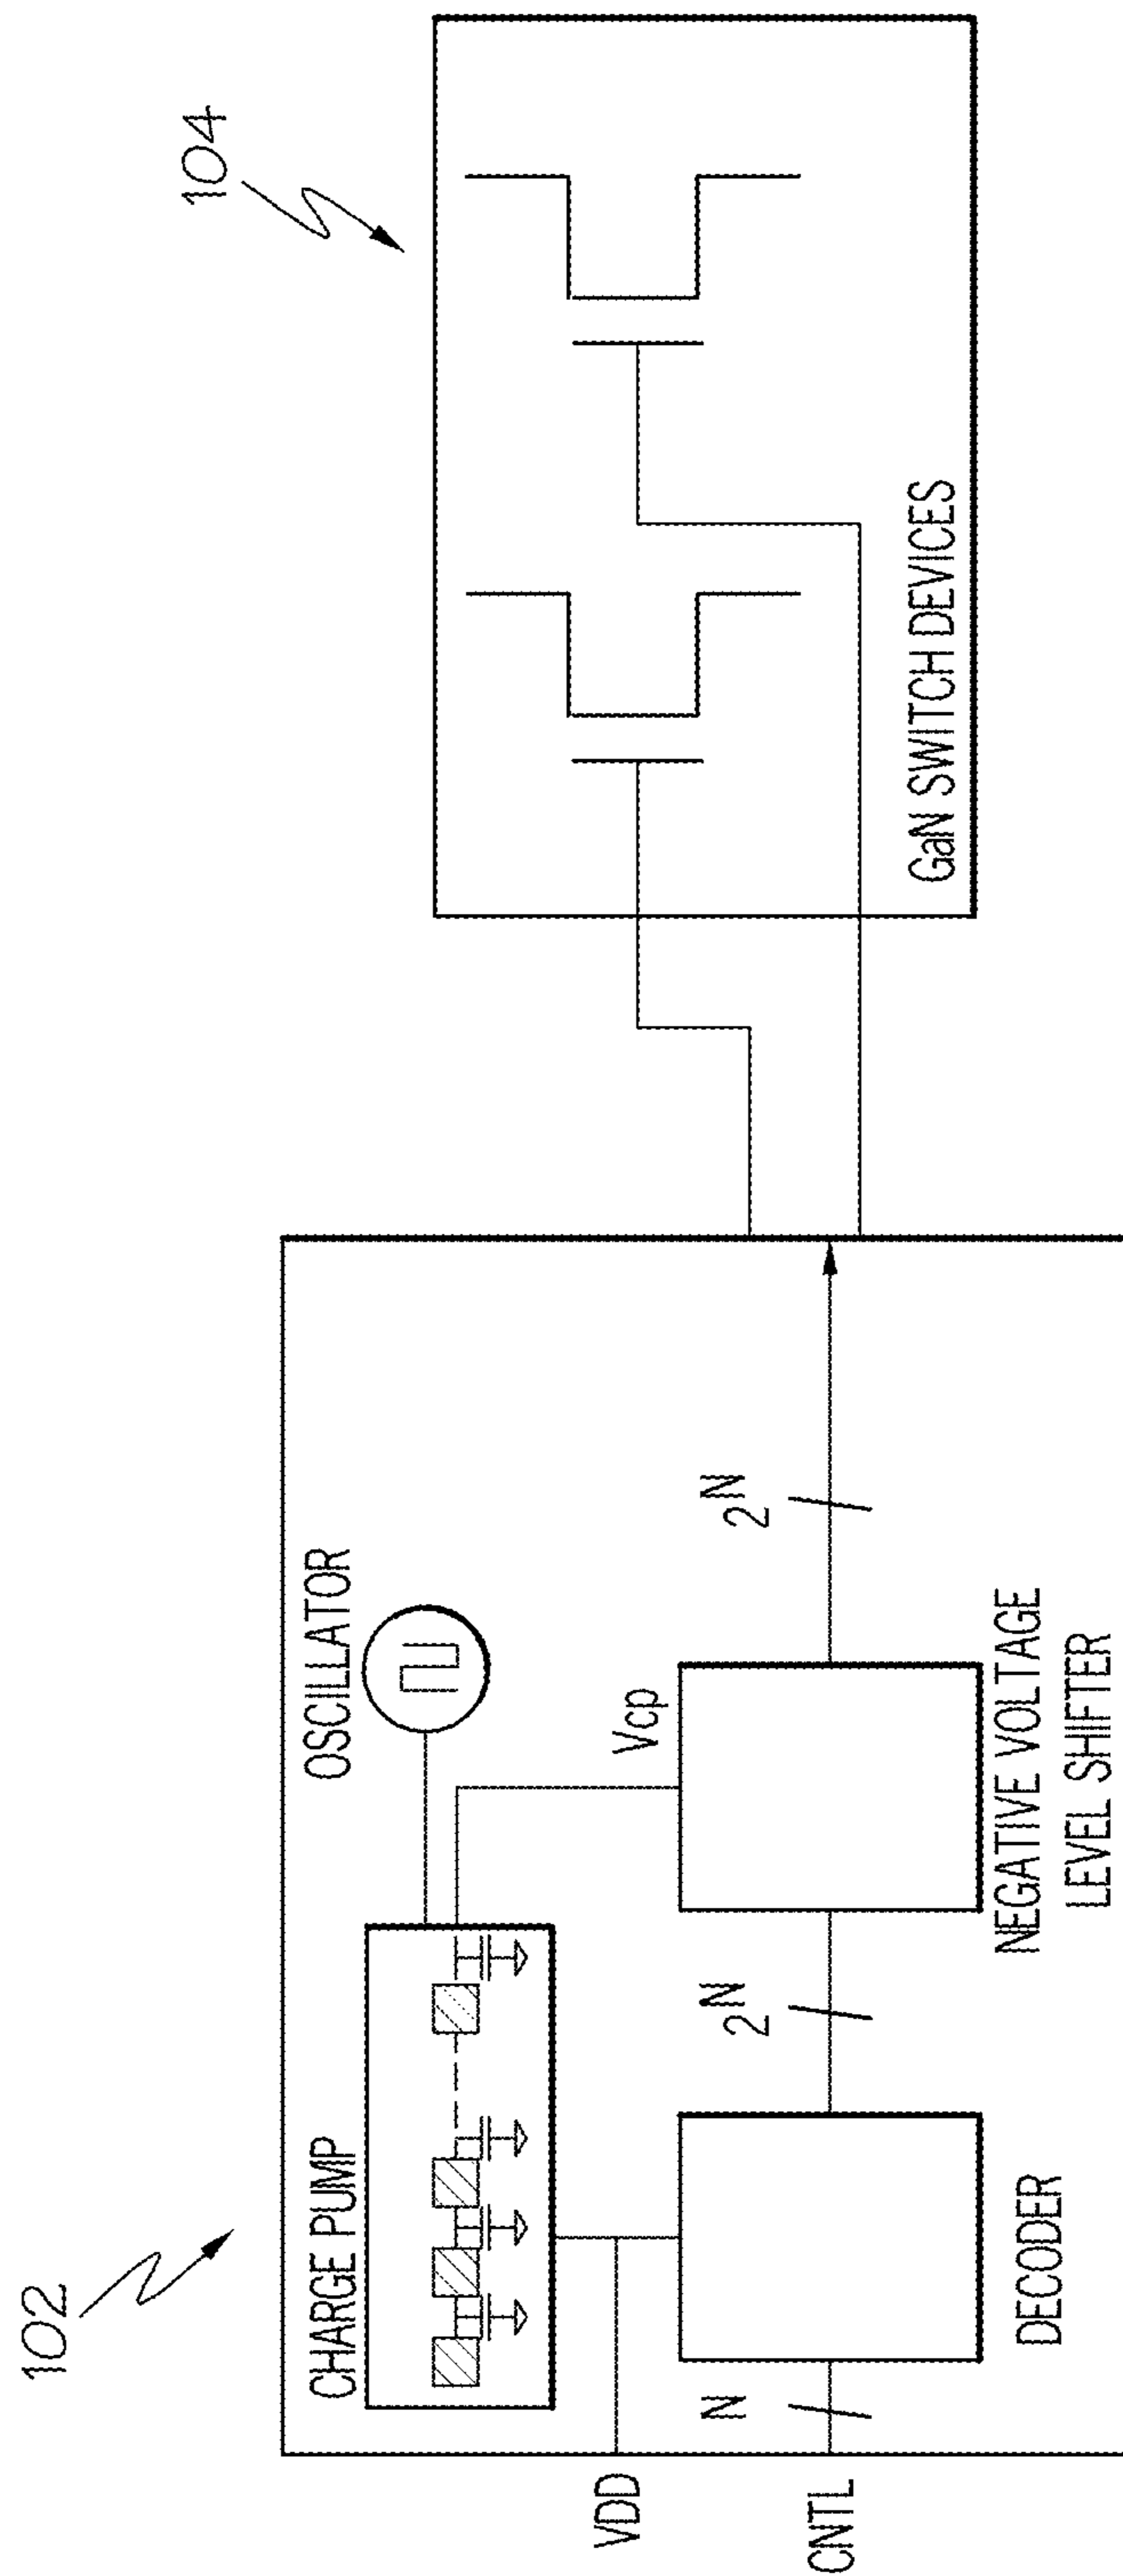 102
104
CHARGE PUMP
OSCILLATOR
VDD
Vcp
CNTL
N
2N
2N
DECODER
NEGATIVE VOLTAGE
LEVEL SHIFTER
GaN SWITCH DEVICES